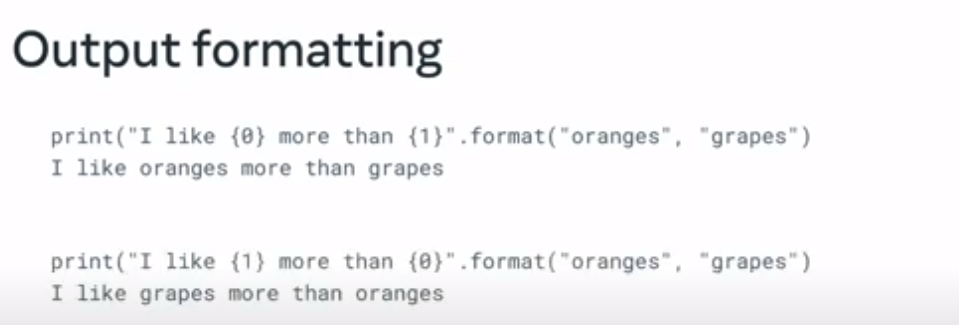 Output formatting
print("I like {0} more than {1}".format("oranges", "grapes")
I like oranges more than grapes
print("I like {1} more than {0}".format("oranges", "grapes")
I like grapes more than oranges